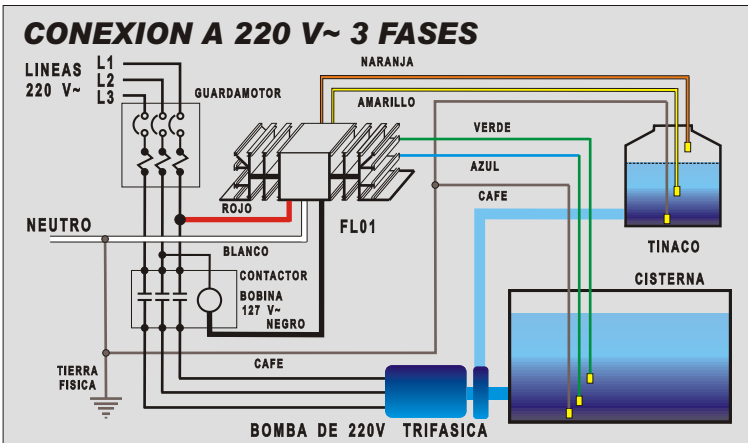 CONEXION A 220 V~ 3 FASES
LINEAS
220 V~
L1
L2
L3
GUARDAMOTOR
NARANJA
AMARILLO
VERDE
AZUL
CAFE
ROJO
FL01
NEUTRO
BLANCO
TINACO
CISTERNA
CONTACTOR
BOBINA
127 V~
NEGRO
TIERRA
FISICA
CAFE
BOMBA DE 220V TRIFASICA